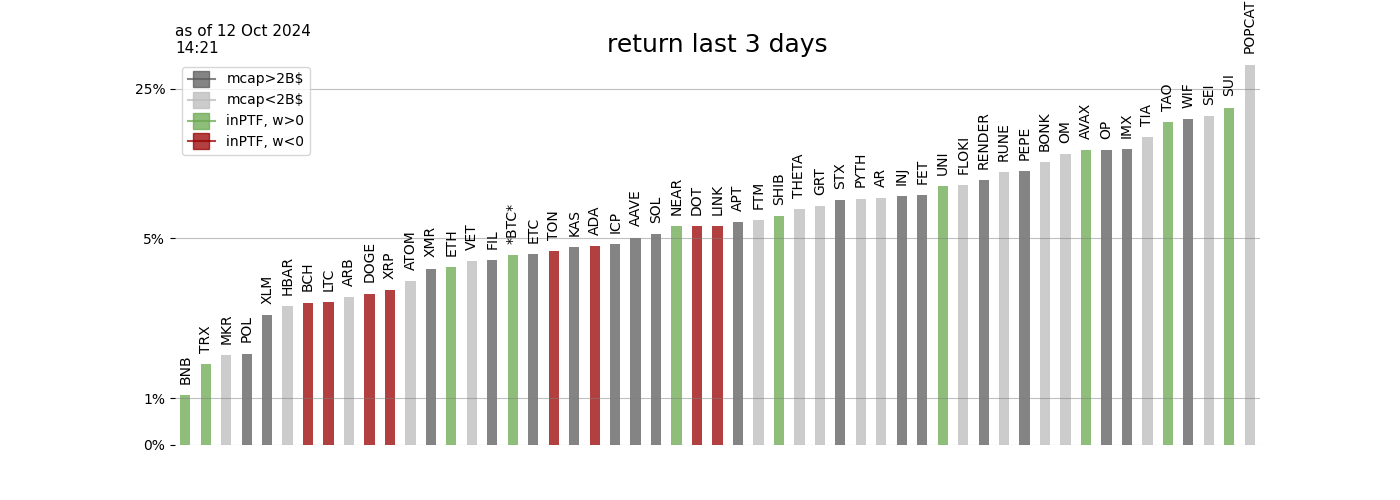 as of 12 Oct 2024
14:21
return last 3 days
mcap>2B$
mcap<2B$
inPTF, w>0
inPTF, w<0
25%
5%
1%
0%
BNB
TRX
MKR
POL
XLM
HBAR
BCH
LTC
ARB
DOGE
XRP
ATOM
XMR
ETH
VET
FIL
*BTC*
ETC
TON
KAS
ADA
ICP
AAVE
SOL
NEAR
DOT
LINK
APT
FTM
SHIB
THETA
GRT
STX
PYTH
AR
INJ
FET
UNI
FLOKI
RENDER
RUNE
PEPE
BONK
OM
AVAX
OP
IMX
TIA
TAO
WIF
SEI
SUI
POPCAT